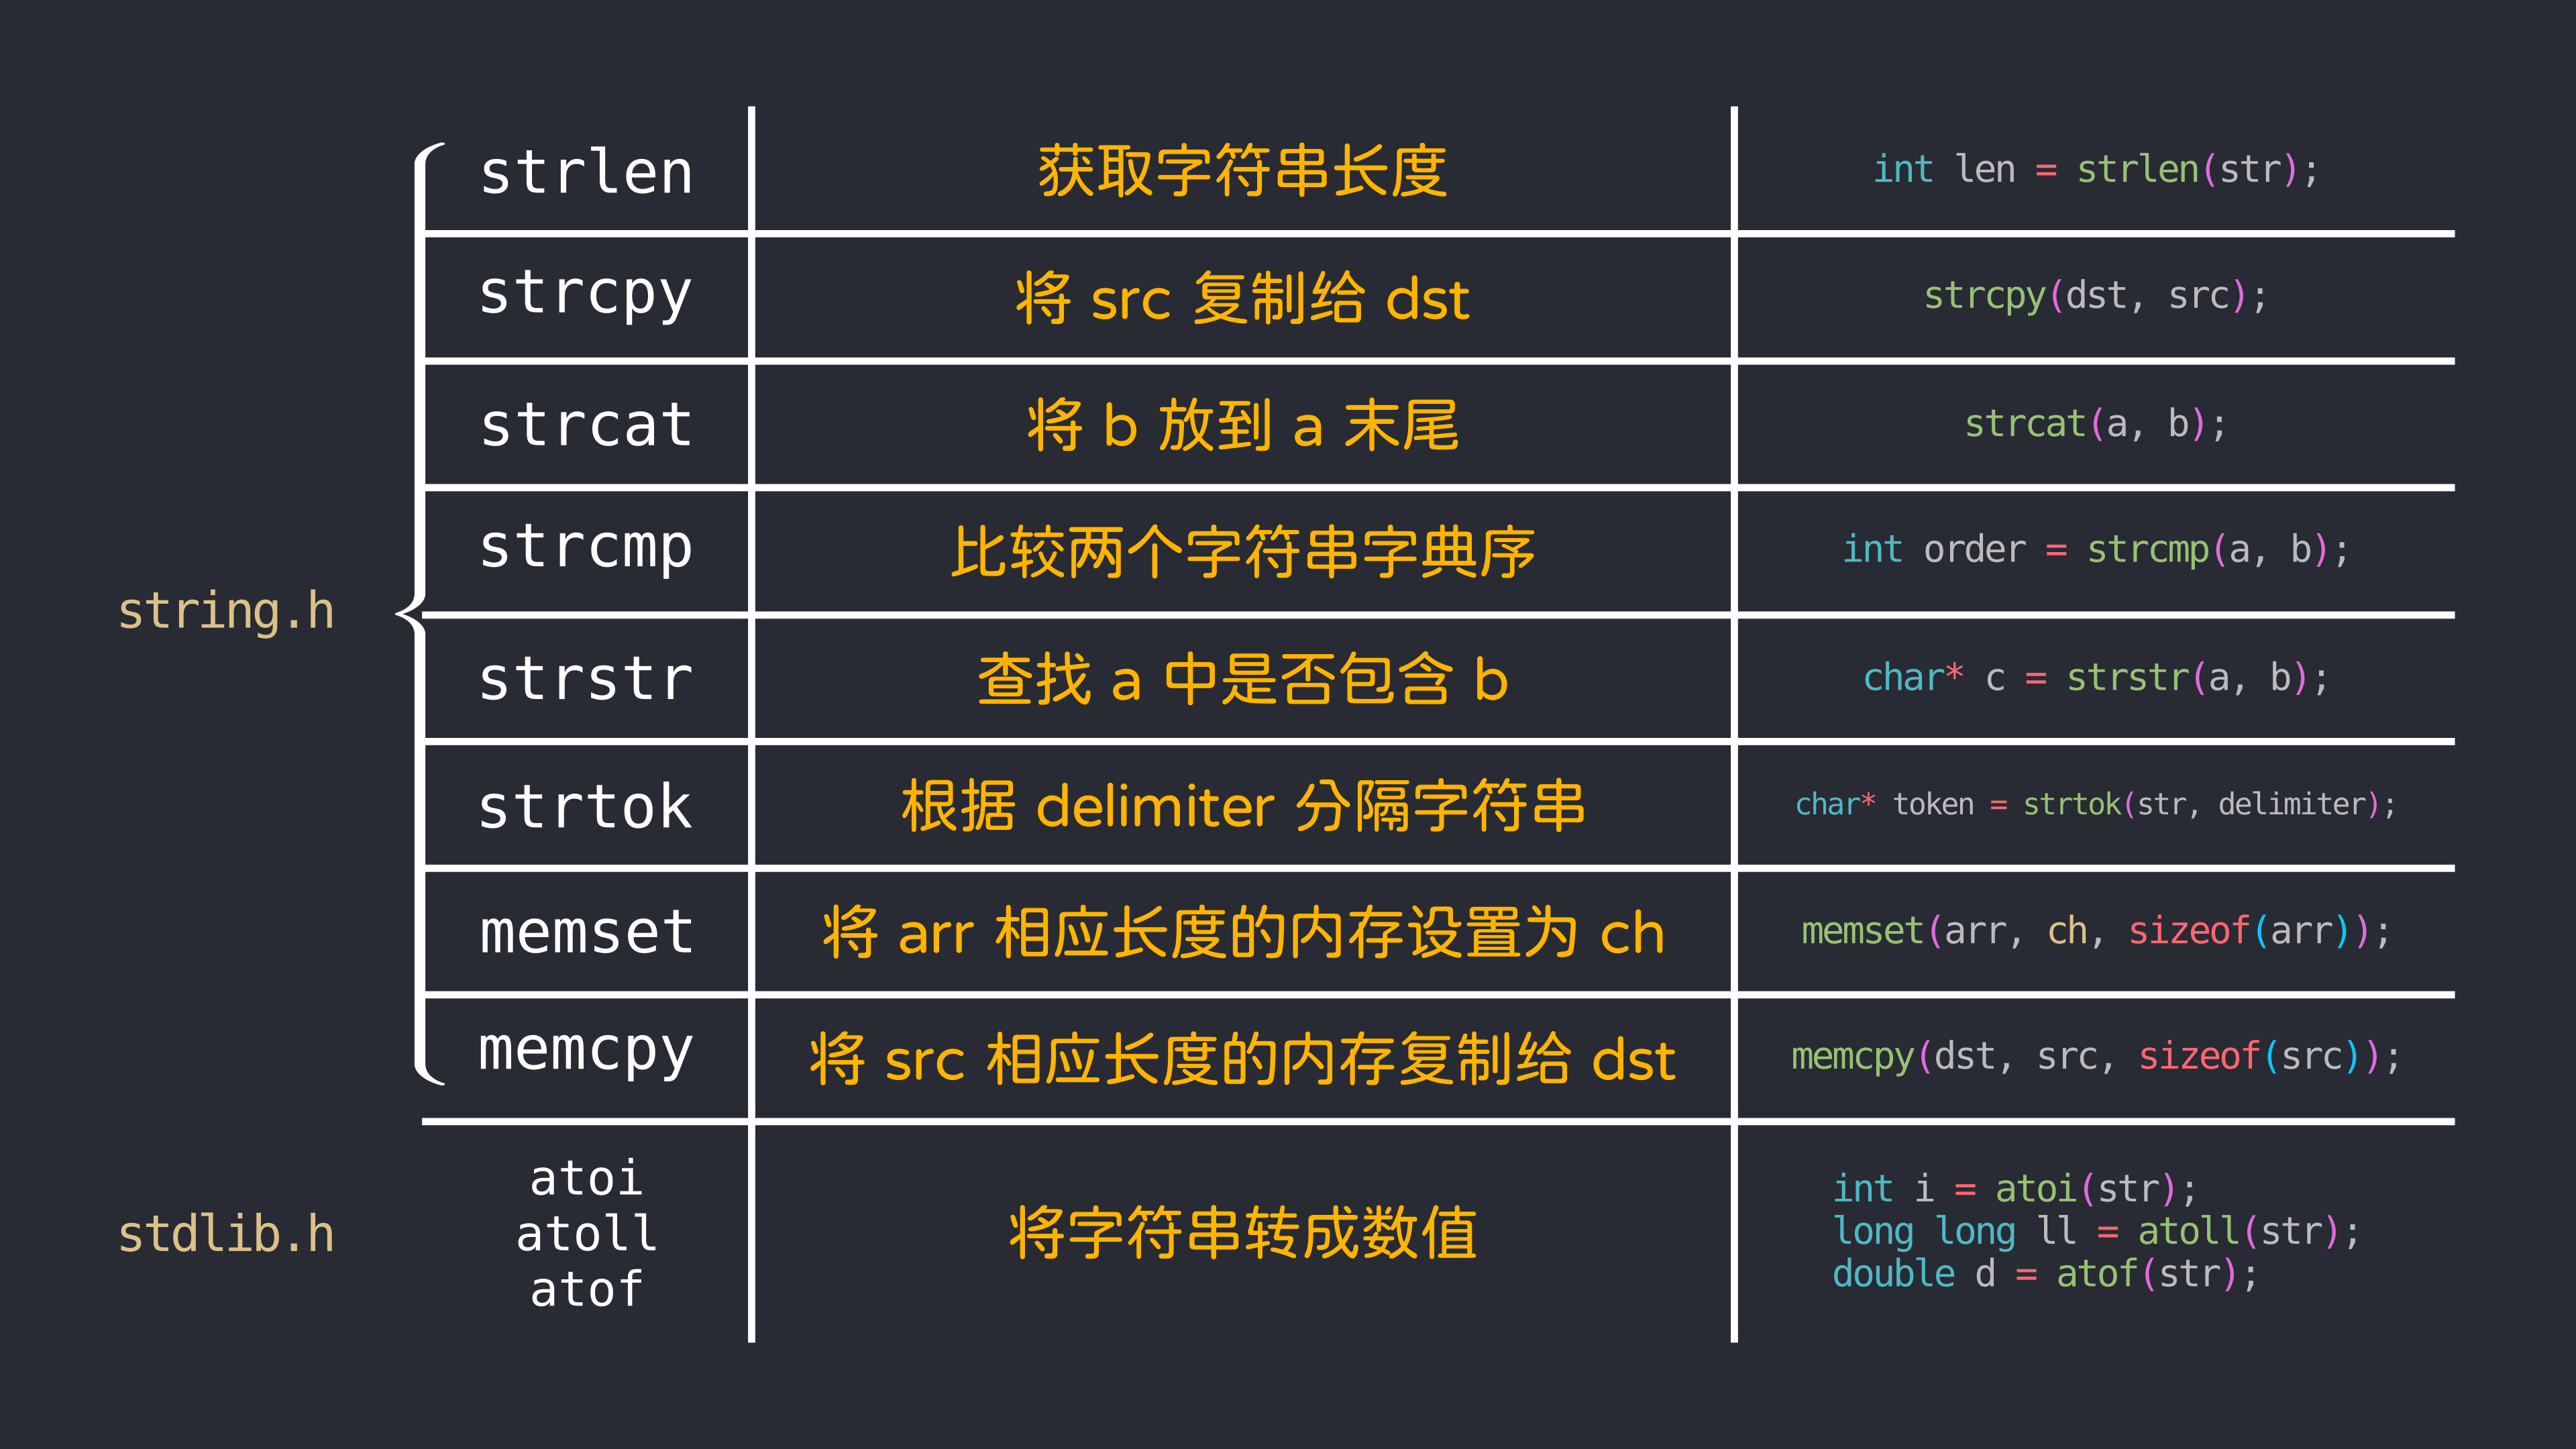 strlen 获取字符串长度 int len = strlen(str);
strcpy 将 src 复制给 dst strcpy(dst, src);
strcat 将 b 放到 a 末尾 strcat(a, b);
strcmp 比较两个字符串字典序 int order = strcmp(a, b);
string.h
strstr 查找 a 中是否包含 b char* c = strstr(a, b);
strtok 根据 delimiter 分隔字符串 char* token = strtok(str, delimiter);
memset 将 arr 相应长度的内存设置为 ch memset(arr, ch, sizeof(arr));
memcpy 将 src 相应长度的内存复制给 dst memcpy(dst, src, sizeof(src));
stdlib.h
atoi
atoll
atof
将字符串转成数值
int i = atoi(str);
long long ll = atoll(str);
double d = atof(str);